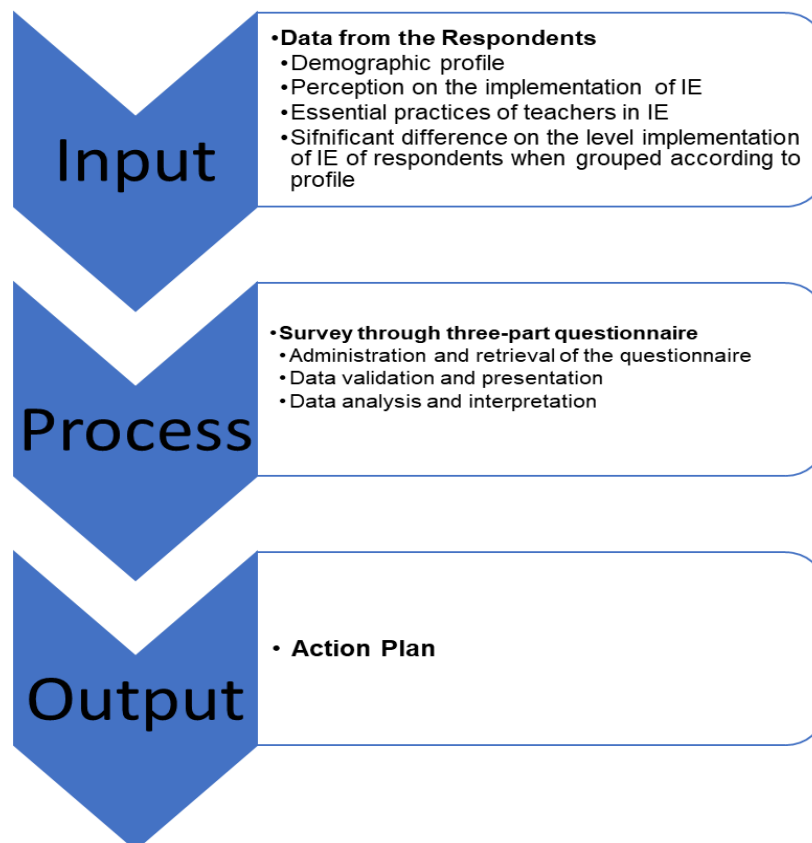 •Data from the Respondents
•Demographic profile
•Perception on the implementation of IE
•Essential practices of teachers in IE
•Sifnificant difference on the level implementation
of IE of respondents when grouped according to
profile
Input
•Survey through three-part questionnaire
•Administration and retrieval of the questionnaire
•Data validation and presentation
•Data analysis and interpretation
Process
• Action Plan
Output